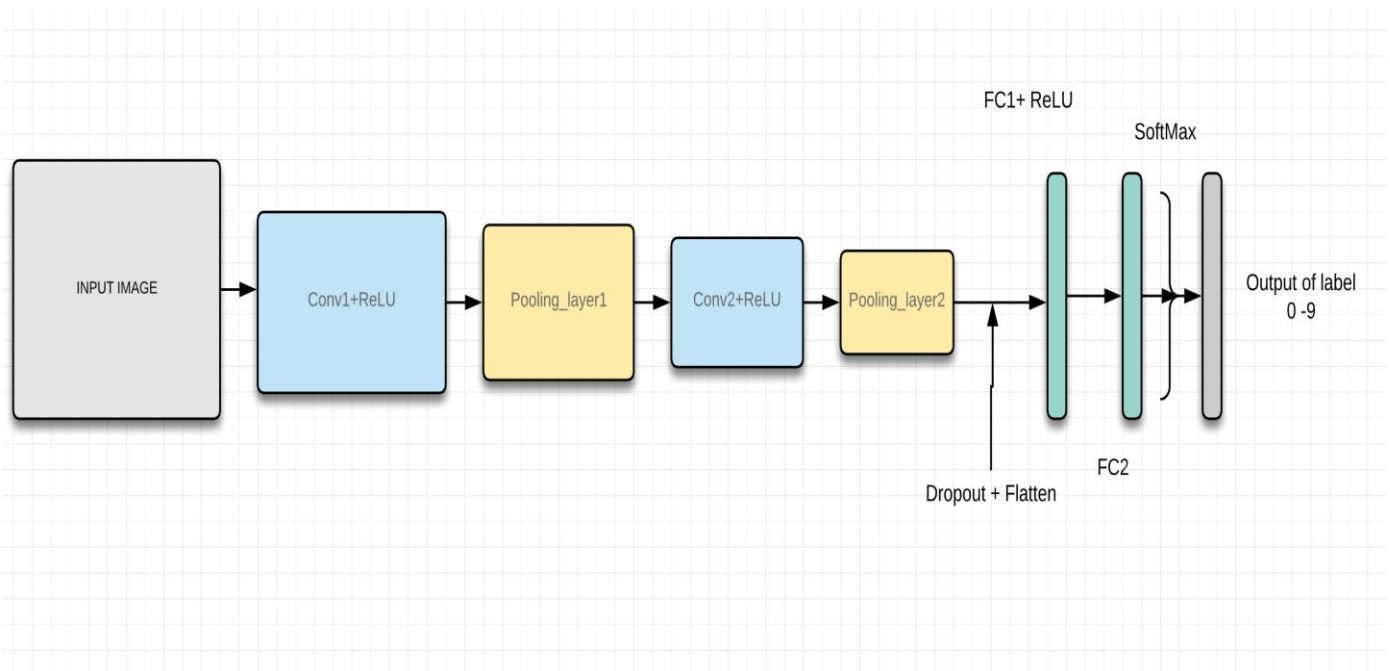 FC1+ ReLU
SoftMax
INPUT IMAGE
Conv1+ReLU
Pooling_layer1
Conv2+ReLU
Pooling_layer2
Output of label
0 -9
FC2
Dropout + Flatten